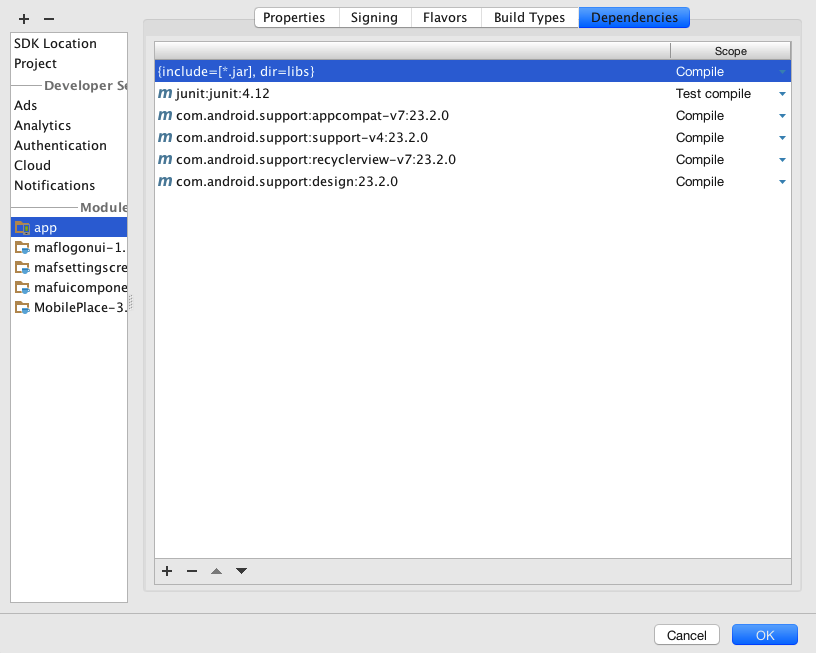 Properties Signing Flavors Build Types Dependencies
SDK Location
Project
Developer Se
Ads
Analytics
Authentication
Cloud
Notifications
Module
app
maflogonui-1.
mafsettingscre
mafuicompone
MobilePlace-3.
Scope
{include=[*.jar], dir=libs} Compile
m junit:junit:4.12 Test compile
m com.android.support:appcompat-v7:23.2.0 Compile
m com.android.support:support-v4:23.2.0 Compile
m com.android.support:recyclerview-v7:23.2.0 Compile
m com.android.support:design:23.2.0 Compile
Cancel OK